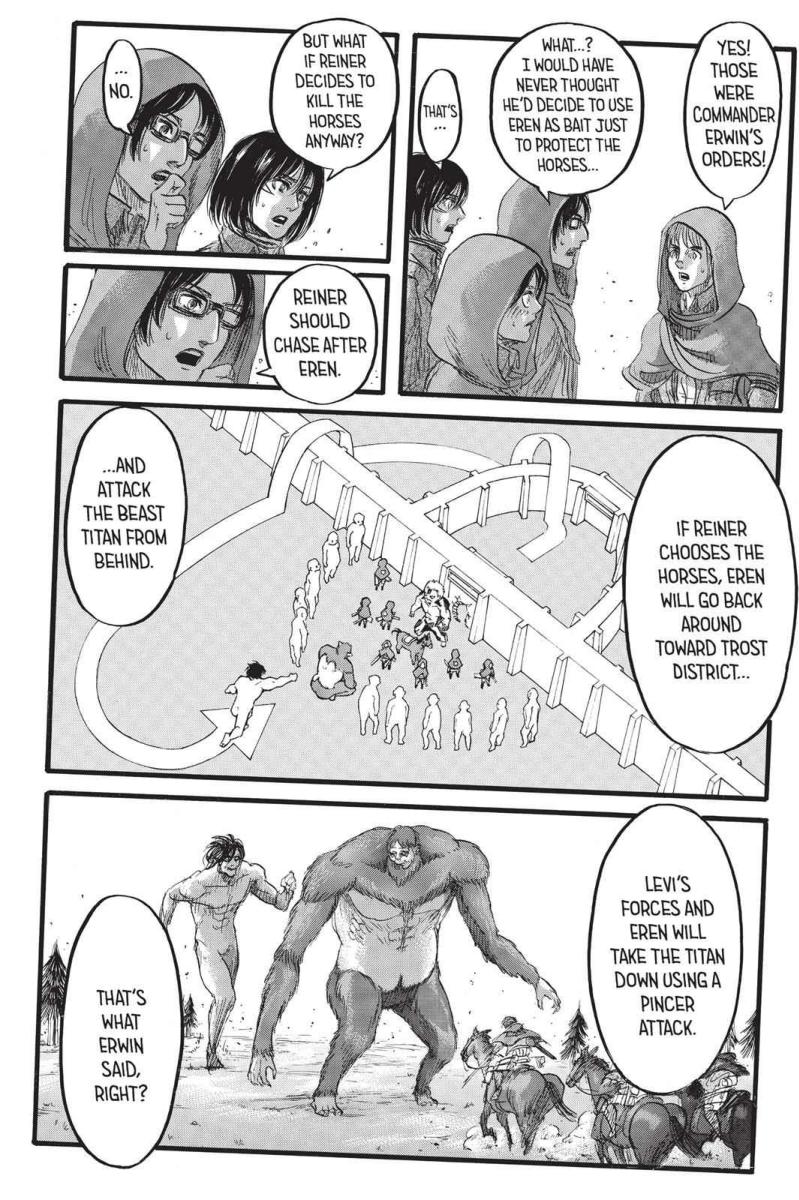 YES!
THOSE
WERE
COMMANDER
ERWIN'S
ORDERS!
WHAT...?
I WOULD HAVE
NEVER THOUGHT
HE'D DECIDE TO USE
EREN AS BAIT JUST
TO PROTECT THE
HORSES...
THAT'S
...
BUT WHAT
IF REINER
DECIDES TO
KILL THE
HORSES
ANYWAY?
...
NO.
REINER
SHOULD
CHASE AFTER
EREN.
IF REINER
CHOOSES THE
HORSES, EREN
WILL GO BACK
AROUND
TOWARD TROST
DISTRICT...
...AND
ATTACK
THE BEAST
TITAN FROM
BEHIND.
LEVI'S
FORCES AND
EREN WILL
TAKE THE TITAN
DOWN USING A
PINCER
ATTACK.
THAT'S
WHAT
ERWIN
SAID,
RIGHT?